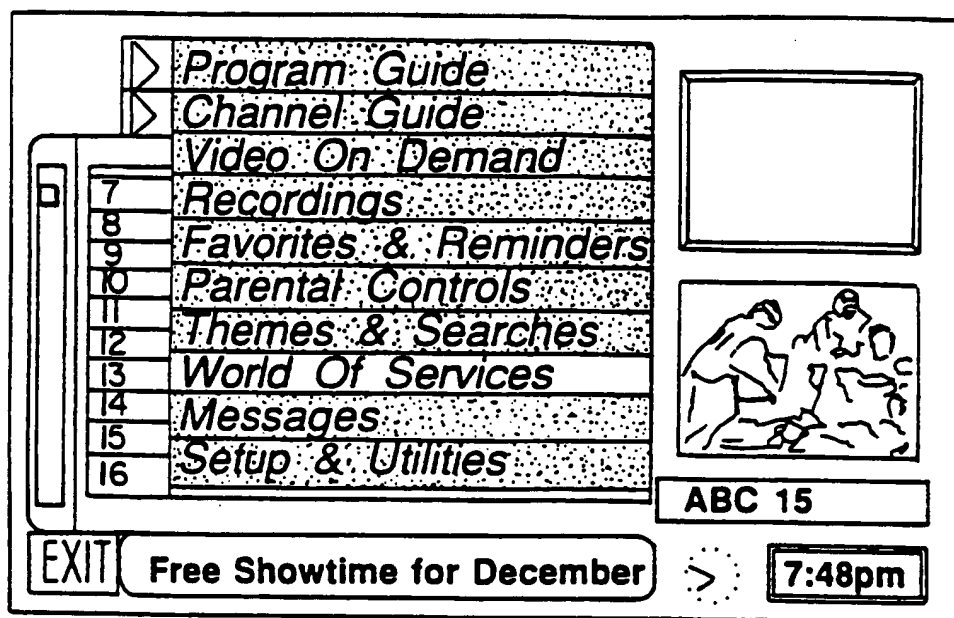 Program Guide
Channel Guide
Video On Demand
7 Recordings
8
9 Favorites & Reminders
10 Parental Controls
11
12 Themes & Searches
13 World Of Services
14 Messages
15
16 Setup & Utilities
ABC 15
EXIT Free Showtime for December 7:48pm